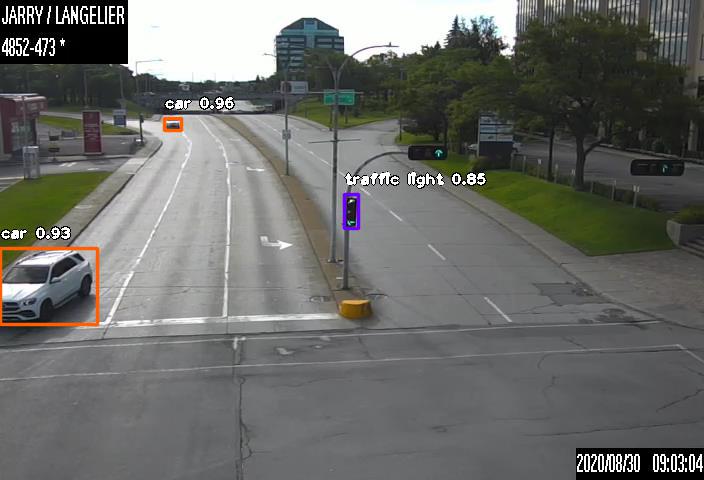 JARRY / LANGELIER
4852-473 *
car 0.96
traffic light 0.85
car 0.93
2020/08/30 09:03:04